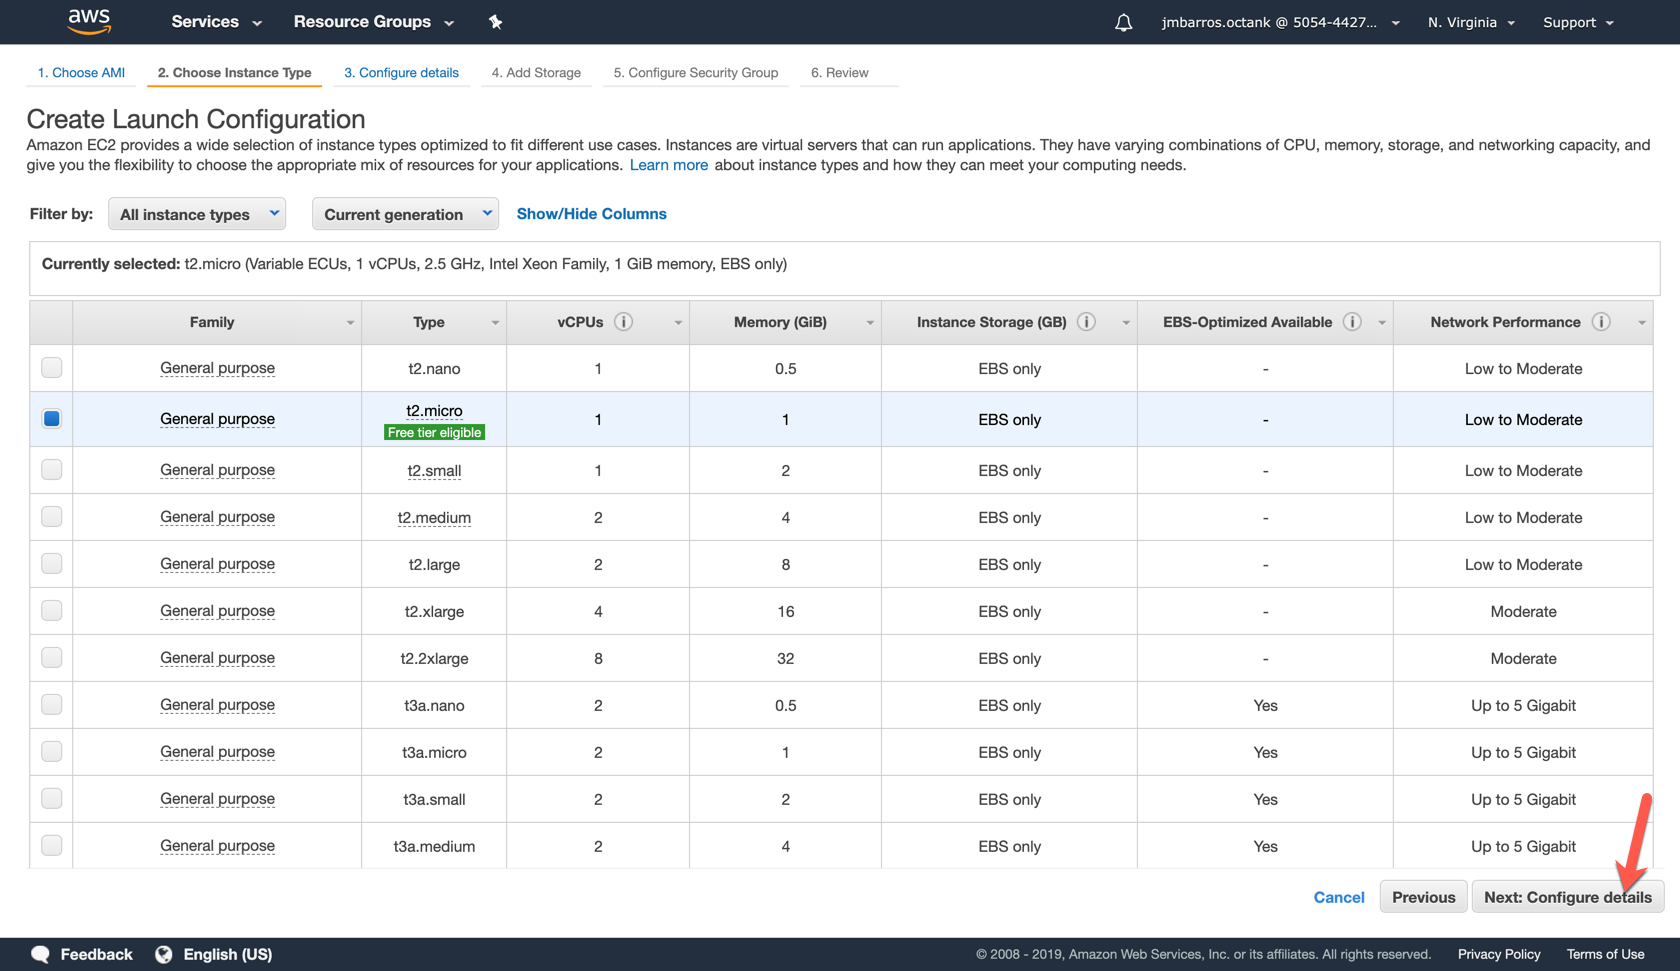 aws Services Resource Groups jmbarros.octank @ 5054-4427... N. Virginia Support
1. Choose AMI 2. Choose Instance Type 3. Configure details 4. Add Storage 5. Configure Security Group 6. Review
Create Launch Configuration
Amazon EC2 provides a wide selection of instance types optimized to fit different use cases. Instances are virtual servers that can run applications. They have varying combinations of CPU, memory, storage, and networking capacity, and
give you the flexibility to choose the appropriate mix of resources for your applications. Learn more about instance types and how they can meet your computing needs.
Filter by: All instance types Current generation Show/Hide Columns
Currently selected: t2.micro (Variable ECUs, 1 vCPUs, 2.5 GHz, Intel Xeon Family, 1 GiB memory, EBS only)
Family Type vCPUs i Memory (GiB) Instance Storage (GB) i EBS-Optimized Available i Network Performance i
General purpose t2.nano 1 0.5 EBS only - Low to Moderate
General purpose t2.micro 1 1 EBS only - Low to Moderate
Free tier eligible
General purpose t2.small 1 2 EBS only - Low to Moderate
General purpose t2.medium 2 4 EBS only - Low to Moderate
General purpose t2.large 2 8 EBS only - Low to Moderate
General purpose t2.xlarge 4 16 EBS only - Moderate
General purpose t2.2xlarge 8 32 EBS only - Moderate
General purpose t3a.nano 2 0.5 EBS only Yes Up to 5 Gigabit
General purpose t3a.micro 2 1 EBS only Yes Up to 5 Gigabit
General purpose t3a.small 2 2 EBS only Yes Up to 5 Gigabit
General purpose t3a.medium 2 4 EBS only Yes Up to 5 Gigabit
Cancel Previous Next: Configure details
Feedback English (US) © 2008 - 2019, Amazon Web Services, Inc. or its affiliates. All rights reserved. Privacy Policy Terms of Use